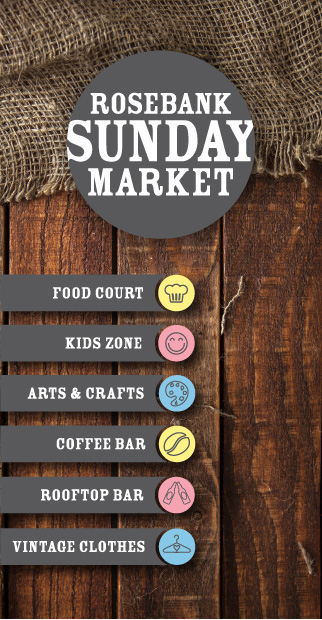 ROSEBANK
SUNDAY
MARKET
FOOD COURT
KIDS ZONE
ARTS & CRAFTS
COFFEE BAR
ROOFTOP BAR
VINTAGE CLOTHES